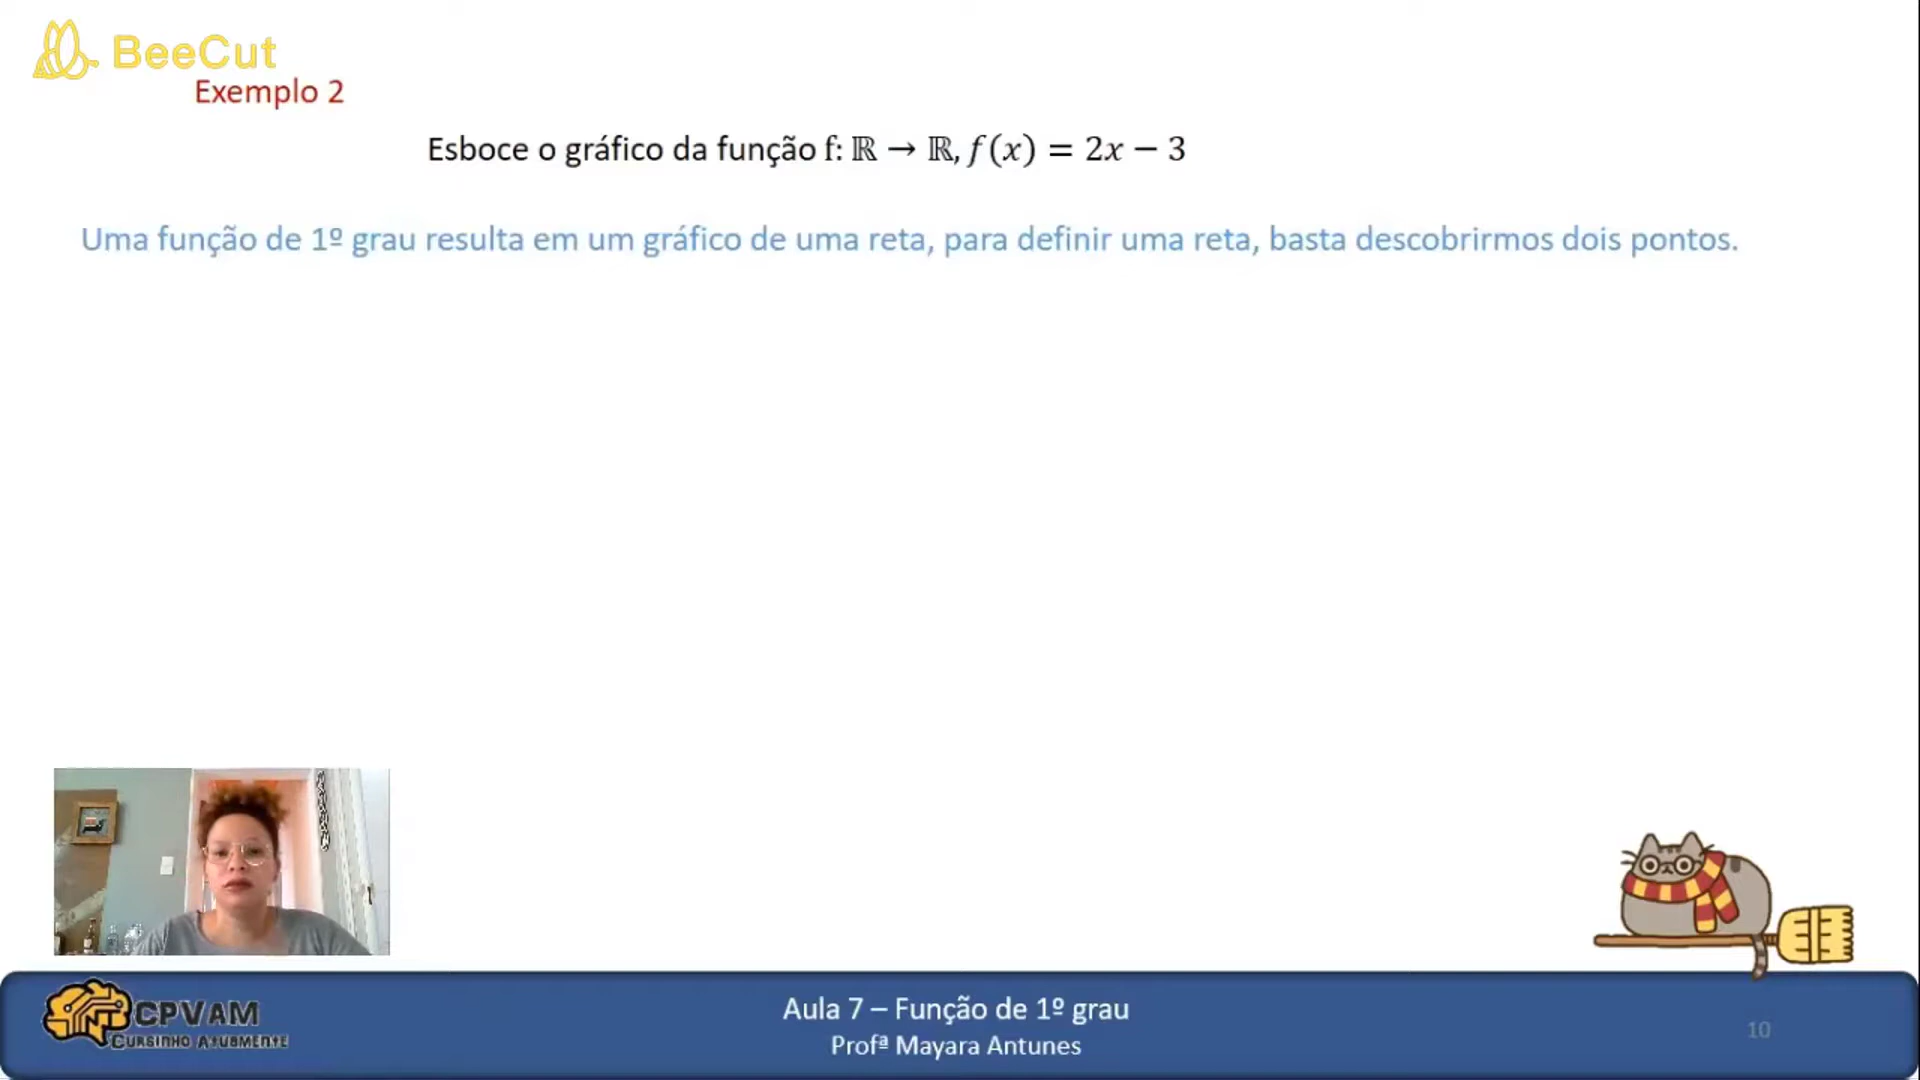 BeeCut
Exemplo 2
Esboce o gráfico da função f: ℝ → ℝ, f(x) = 2x − 3
Uma função de 1º grau resulta em um gráfico de uma reta, para definir uma reta, basta descobrirmos dois pontos.
CPVAM
CURSINHO ATUAMENTE
Aula 7 – Função de 1º grau
Profª Mayara Antunes
10